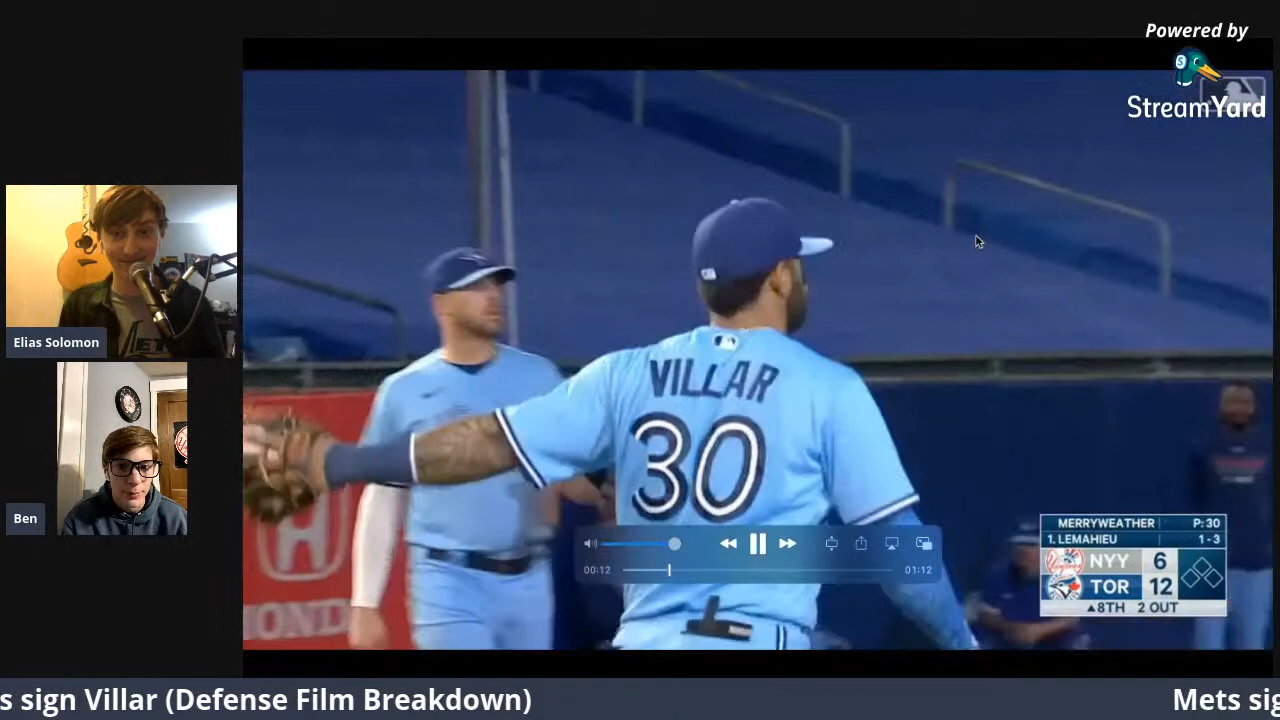 Powered by
StreamYard
Elias Solomon
Ben
VILLAR
30
HONDA
MERRYWEATHER P: 30
1. LEMAHIEU 1 - 3
NYY 6
TOR 12
▲8TH 2 OUT
00:12
01:12
s sign Villar (Defense Film Breakdown)
Mets sig